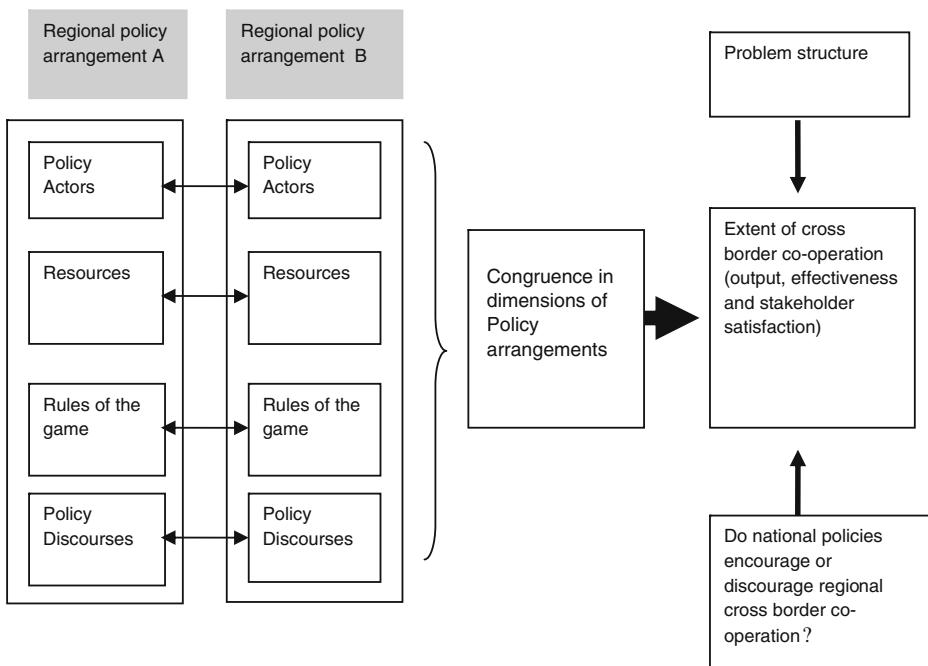 Regional policy
arrangement A
Regional policy
arrangement B
Policy
Actors
Resources
Rules of the
game
Policy
Discourses
Policy
Actors
Resources
Rules of the
game
Policy
Discourses
Congruence in
dimensions of
Policy
arrangements
Problem structure
Extent of cross
border co-operation
(output, effectiveness
and stakeholder
satisfaction)
Do national policies
encourage or
discourage regional
cross border co-
operation?